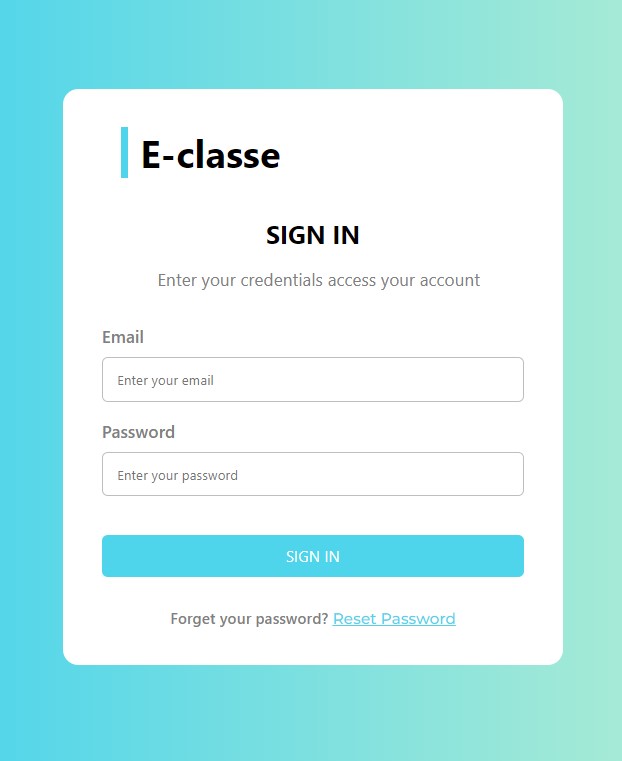 E-classe
SIGN IN
Enter your credentials access your account
Email
Enter your email
Password
Enter your password
SIGN IN
Forget your password? Reset Password